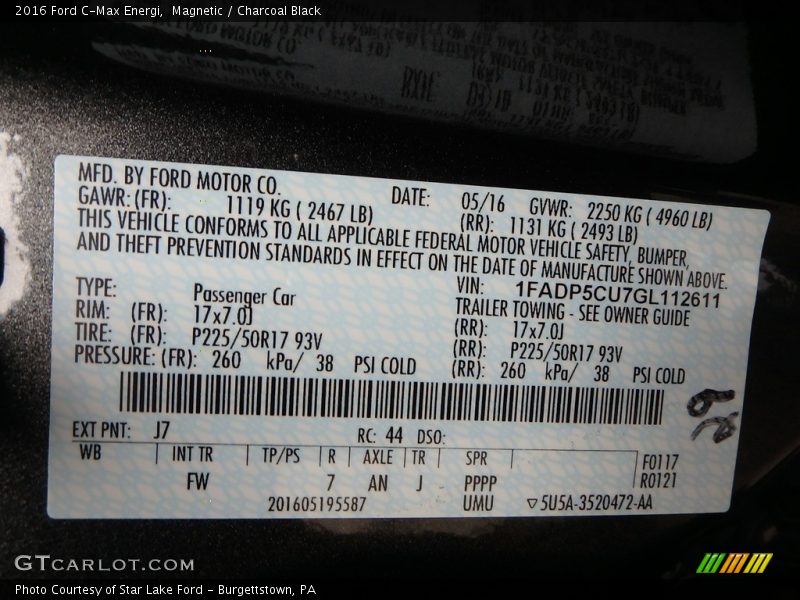 2016 Ford C-Max Energi, Magnetic / Charcoal Black
MFD. BY FORD MOTOR CO. DATE: 05/16 GVWR: 2250 KG ( 4960 LB)
GAWR: (FR): 1119 KG ( 2467 LB) (RR): 1131 KG ( 2493 LB)
THIS VEHICLE CONFORMS TO ALL APPLICABLE FEDERAL MOTOR VEHICLE SAFETY, BUMPER,
AND THEFT PREVENTION STANDARDS IN EFFECT ON THE DATE OF MANUFACTURE SHOWN ABOVE.
VIN: 1FADP5CU7GL112611
TYPE: Passenger Car TRAILER TOWING - SEE OWNER GUIDE
RIM: (FR): 17x7.0J (RR): 17x7.0J
TIRE: (FR): P225/50R17 93V (RR): P225/50R17 93V
PRESSURE: (FR): 260 kPa/ 38 PSI COLD (RR): 260 kPa/ 38 PSI COLD
EXT PNT: J7 RC: 44 DSO:
WB INT TR TP/PS R AXLE TR SPR F0117
FW 7 AN J PPPP R0121
201605195587 UMU ▽5U5A-3520472-AA
GTCARLOT.COM
Photo Courtesy of Star Lake Ford - Burgettstown, PA